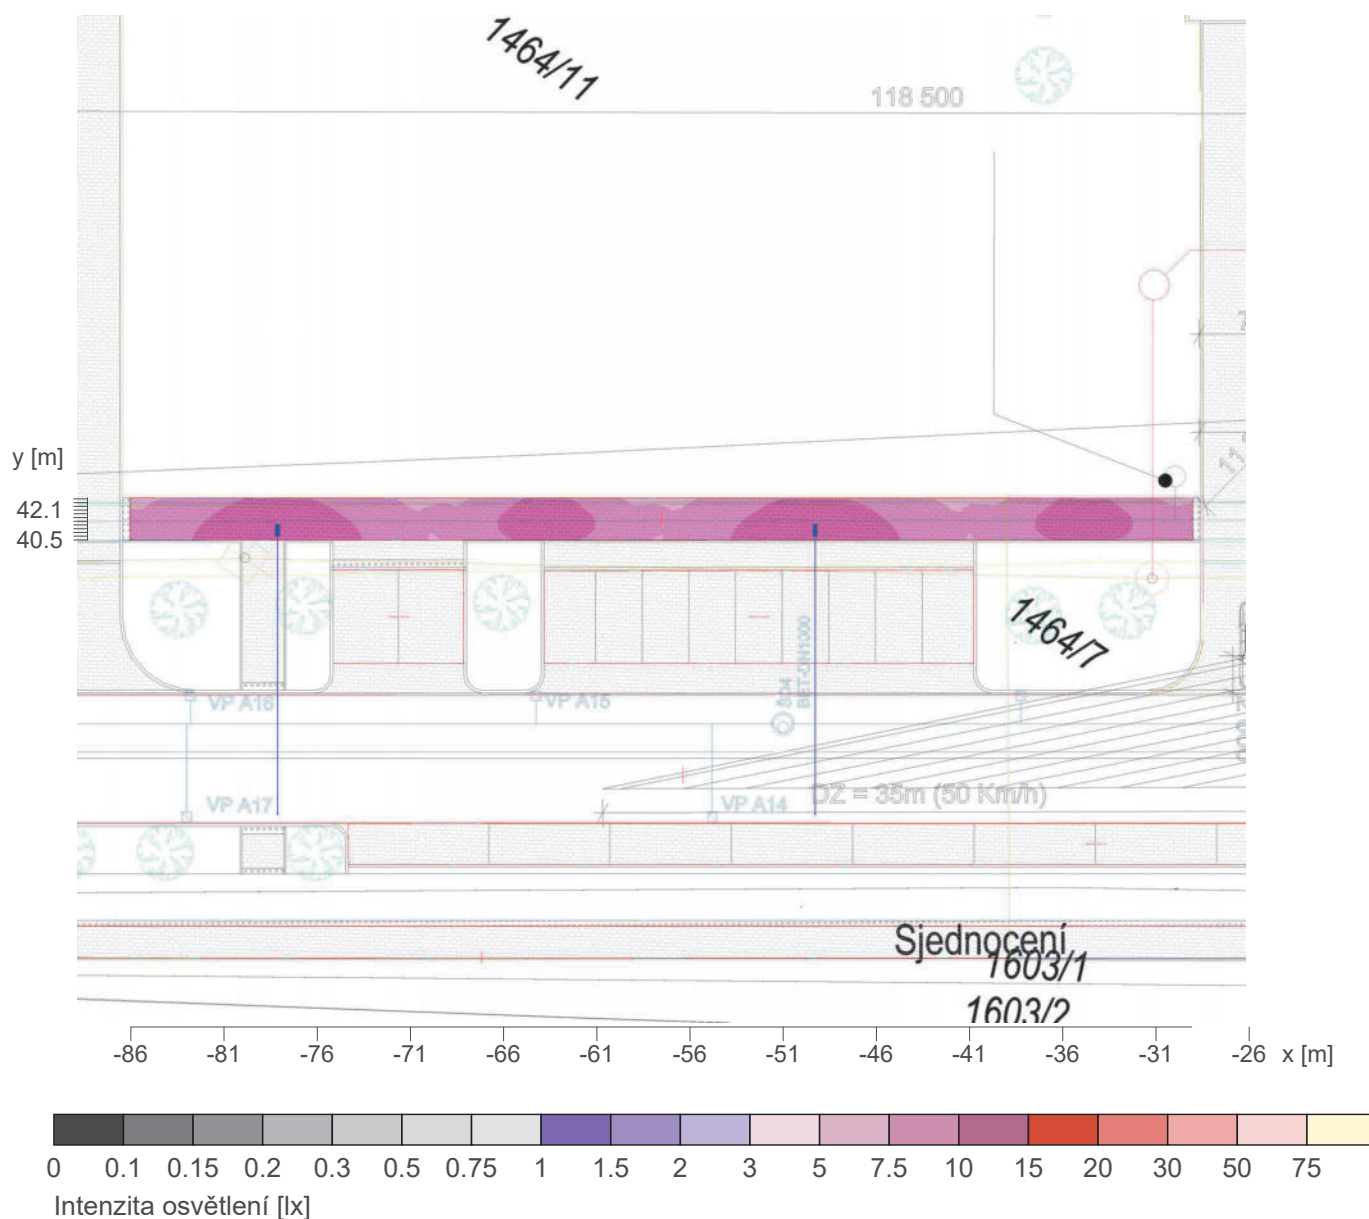 1464/11
118 500
y [m]
42.1
40.5
11
1464/7
BET-DN1000
VP A16
VP A15
VP A17
VP A14
DZ = 35m (50 Km/h)
Sjednocení
1603/1
1603/2
-86 -81 -76 -71 -66 -61 -56 -51 -46 -41 -36 -31 -26 x [m]
0 0.1 0.15 0.2 0.3 0.5 0.75 1 1.5 2 3 5 7.5 10 15 20 30 50 75
Intenzita osvětlení [lx]